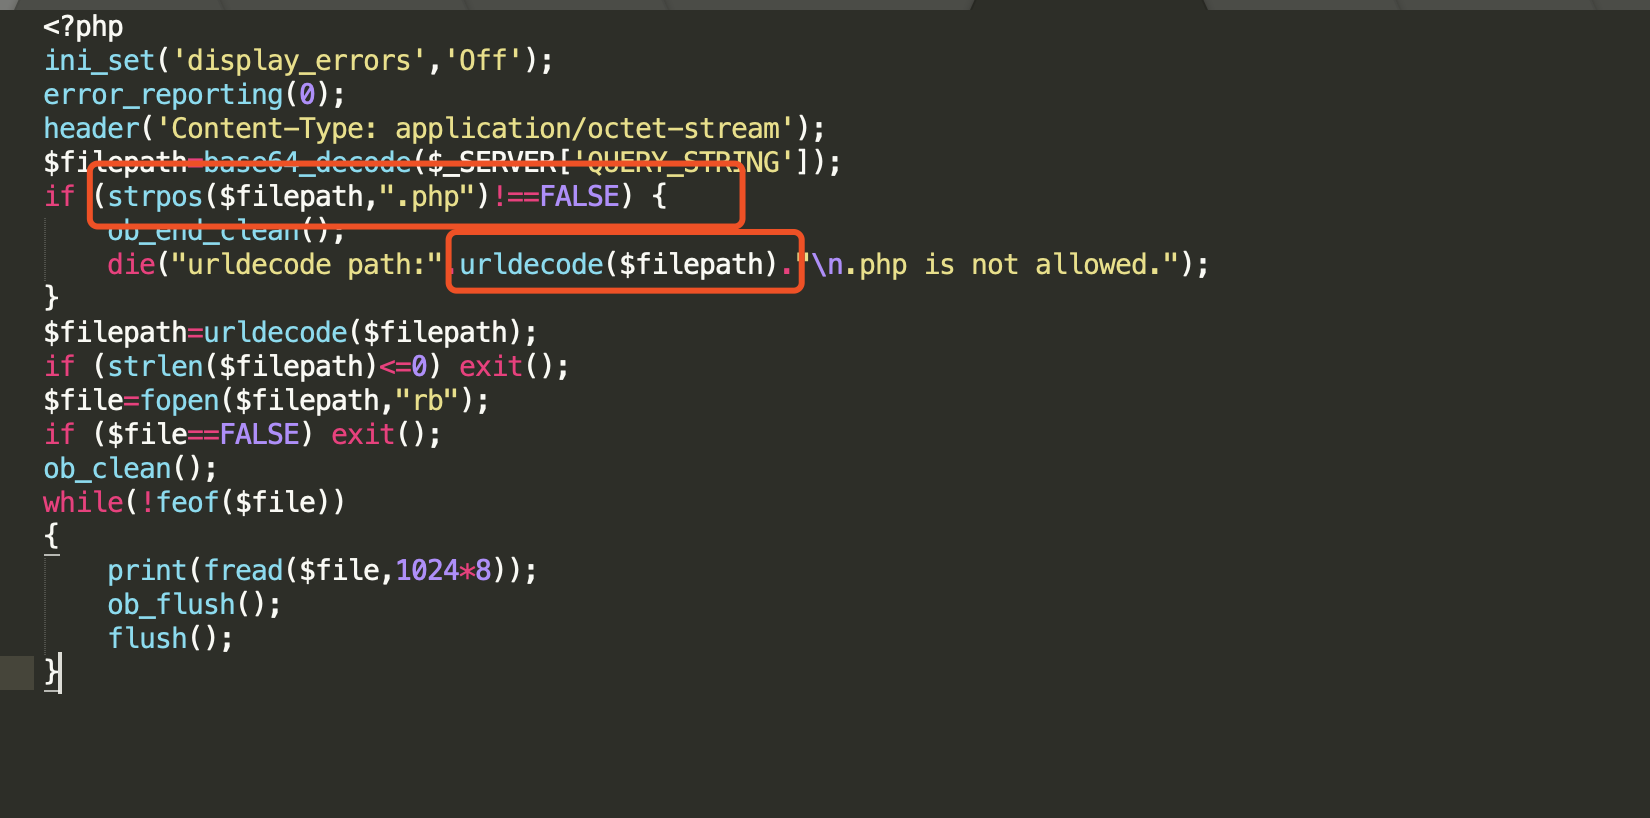 <?php
ini_set('display_errors','Off');
error_reporting(0);
header('Content-Type: application/octet-stream');
$filepath=base64_decode($_SERVER['QUERY_STRING']);
if (strpos($filepath,".php")!==FALSE) {
    ob_end_clean();
    die("urldecode path:".urldecode($filepath)."\n.php is not allowed.");
}
$filepath=urldecode($filepath);
if (strlen($filepath)<=0) exit();
$file=fopen($filepath,"rb");
if ($file==FALSE) exit();
ob_clean();
while(!feof($file))
{
    print(fread($file,1024*8));
    ob_flush();
    flush();
}